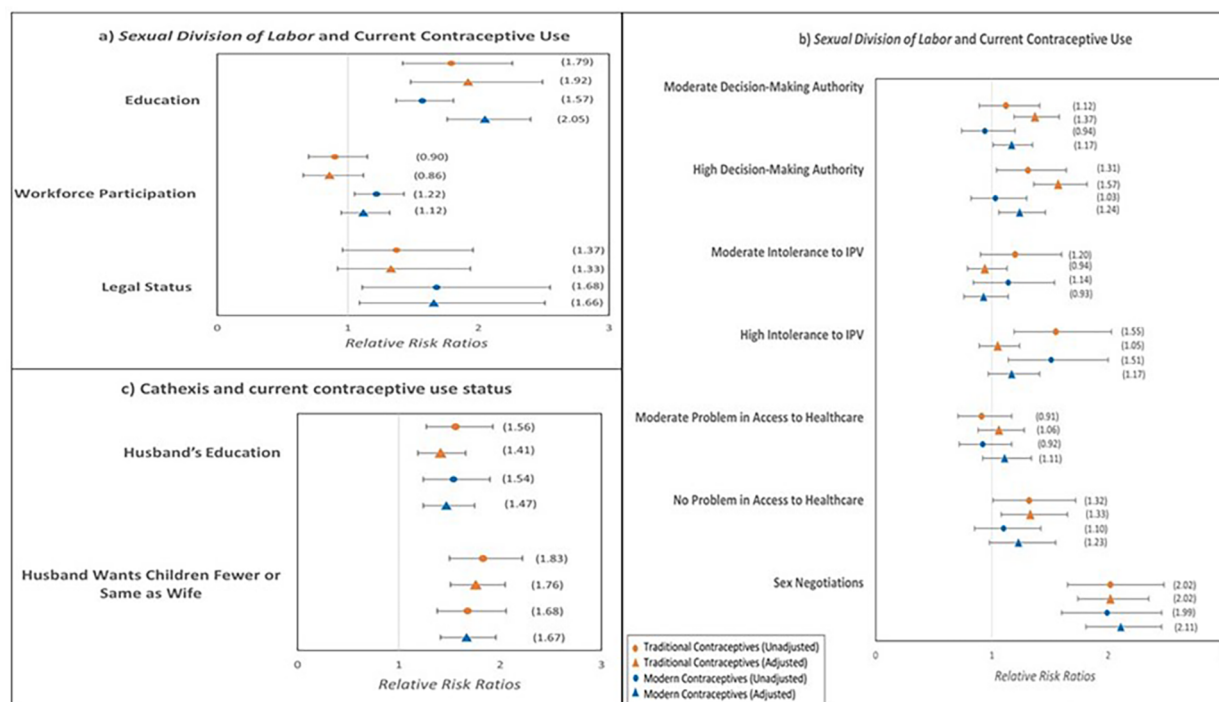 a) Sexual Division of Labor and Current Contraceptive Use
Education
(1.79)
(1.92)
(1.57)
(2.05)
Workforce Participation
(0.90)
(0.86)
(1.22)
(1.12)
Legal Status
(1.37)
(1.33)
(1.68)
(1.66)
0 1 2 3
Relative Risk Ratios
c) Cathexis and current contraceptive use status
Husband's Education
(1.56)
(1.41)
(1.54)
(1.47)
Husband Wants Children Fewer or
Same as Wife
(1.83)
(1.76)
(1.68)
(1.67)
0 1 2 3
Relative Risk Ratios
b) Sexual Division of Labor and Current Contraceptive Use
Moderate Decision-Making Authority
(1.12)
(1.37)
(0.94)
(1.17)
High Decision-Making Authority
(1.31)
(1.57)
(1.03)
(1.24)
Moderate Intolerance to IPV
(1.20)
(0.94)
(1.14)
(0.93)
High Intolerance to IPV
(1.55)
(1.05)
(1.51)
(1.17)
Moderate Problem in Access to Healthcare
(0.91)
(1.06)
(0.92)
(1.11)
No Problem in Access to Healthcare
(1.32)
(1.33)
(1.10)
(1.23)
Sex Negotiations
(2.02)
(2.02)
(1.99)
(2.11)
0 1 2
Relative Risk Ratios
Traditional Contraceptives (Unadjusted)
Traditional Contraceptives (Adjusted)
Modern Contraceptives (Unadjusted)
Modern Contraceptives (Adjusted)